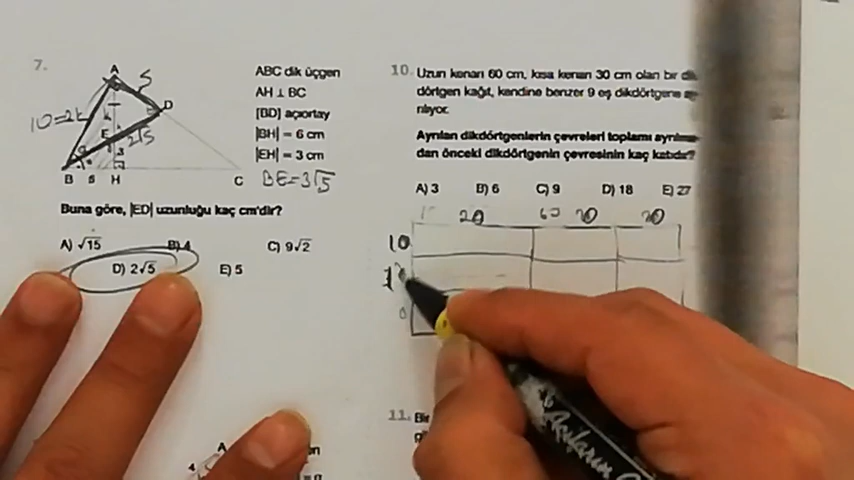 7.
A
5
D
10=2k
k
E
2√5
3
6
B
H
C
ABC dik üçgen
AH ⊥ BC
[BD] açıortay
|BH| = 6 cm
|EH| = 3 cm
BE=3√5
Buna göre, |ED| uzunluğu kaç cm'dir?
A) √15 B) 4 C) 9√2
D) 2√5 E) 5
10. Uzun kenarı 60 cm, kısa kenarı 30 cm olan bir
dörtgen kağıt, kendine benzer 9 eş dikdörtgene
rılıyor.
Ayrılan dikdörtgenlerin çevreleri toplamı
dan önceki dikdörtgenin çevresinin kaç katıdır?
A) 3 B) 6 C) 9 D) 18 E) 27
20 60 20 20
10
11. Bir
A
4
Açıların